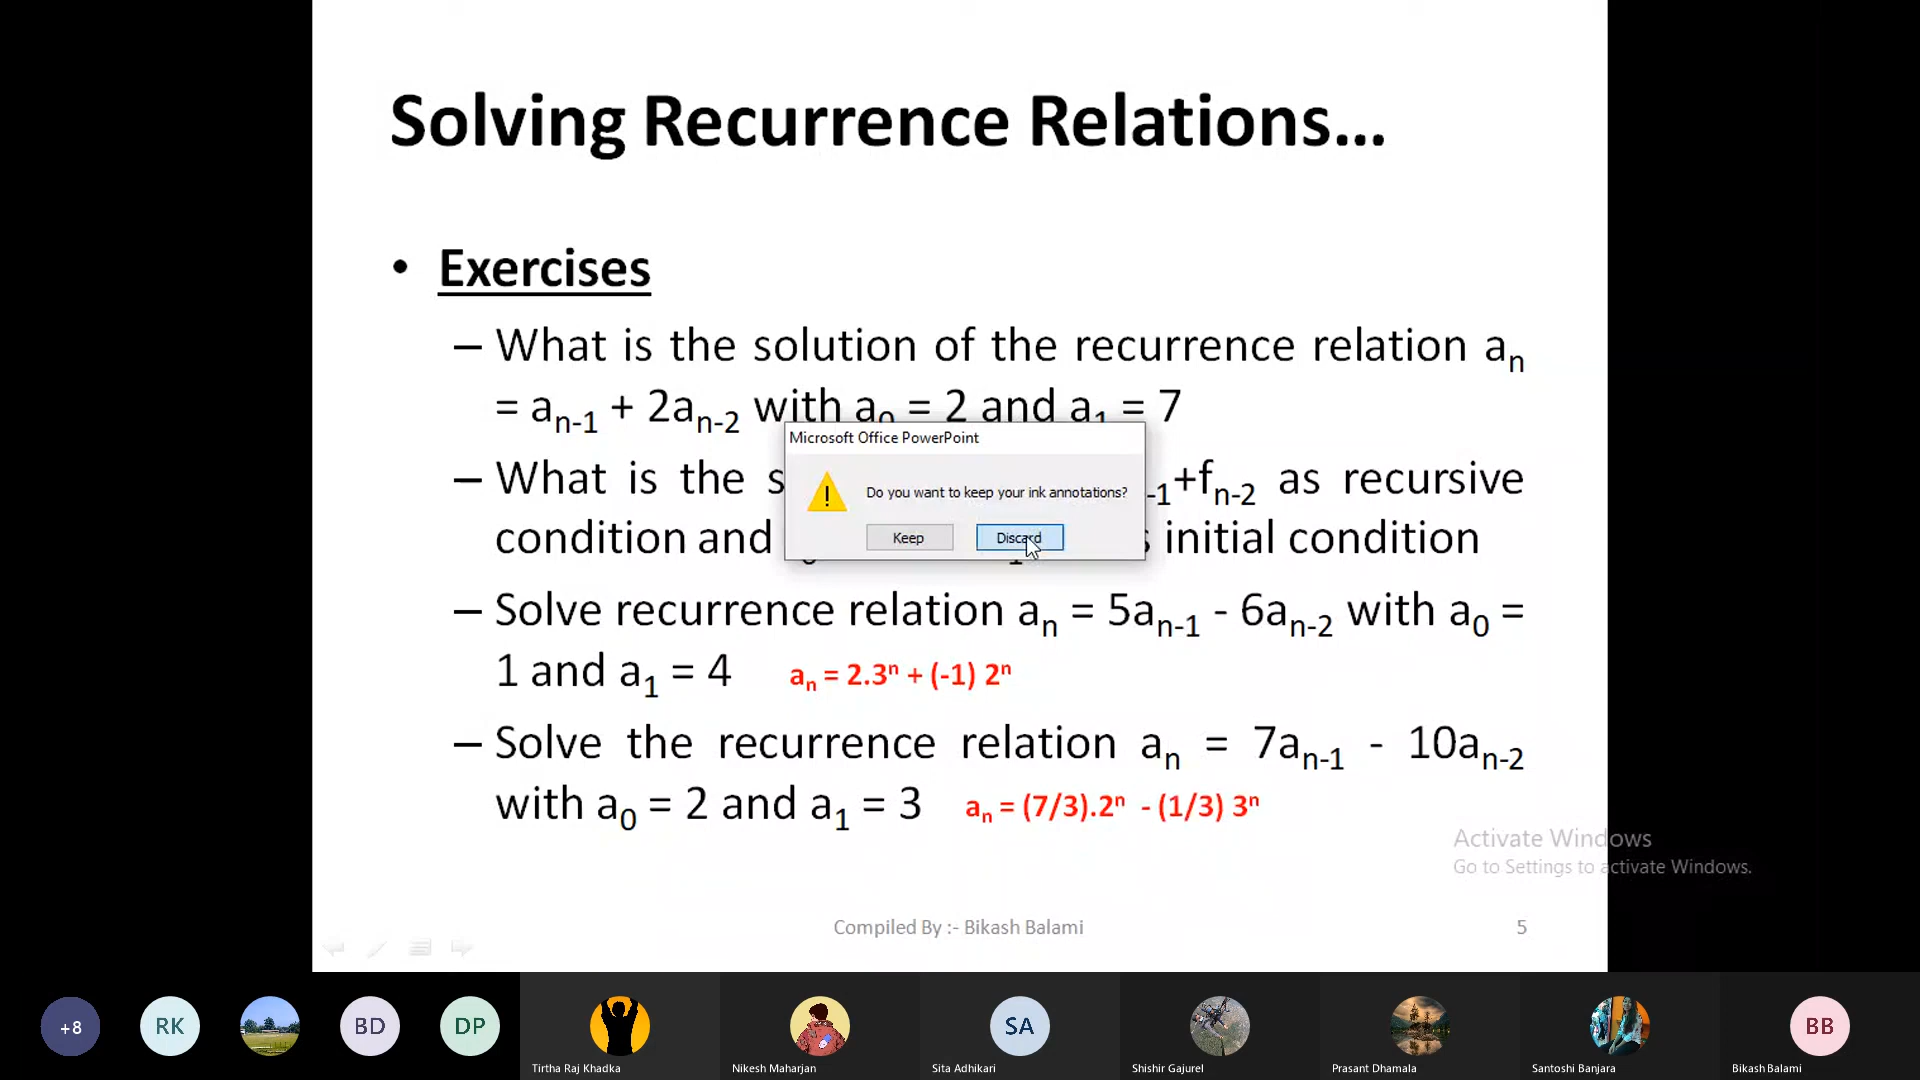 Solving Recurrence Relations...
• Exercises
– What is the solution of the recurrence relation aₙ
= aₙ₋₁ + 2aₙ₋₂ with a₀ = 2 and a₁ = 7
– What is the s ₋₁+fₙ₋₂ as recursive
condition and initial condition
Microsoft Office PowerPoint
Do you want to keep your ink annotations?
Keep Discard
– Solve recurrence relation aₙ = 5aₙ₋₁ - 6aₙ₋₂ with a₀ =
1 and a₁ = 4 aₙ = 2.3ⁿ + (-1) 2ⁿ
– Solve the recurrence relation aₙ = 7aₙ₋₁ - 10aₙ₋₂
with a₀ = 2 and a₁ = 3 aₙ = (7/3).2ⁿ - (1/3) 3ⁿ
Activate Windows
Go to Settings to activate Windows.
Compiled By :- Bikash Balami 5
+8 RK BD DP SA BB
Tirtha Raj Khadka Nikesh Maharjan Sita Adhikari Shishir Gajurel Prasant Dhamala Santoshi Banjara Bikash Balami